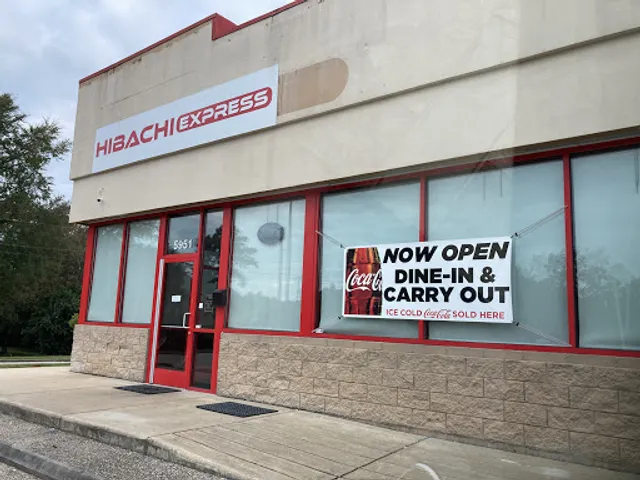 HIBACHI EXPRESS
5951
NOW OPEN
DINE-IN &
CARRY OUT
Coca-Cola
ICE COLD Coca-Cola SOLD HERE